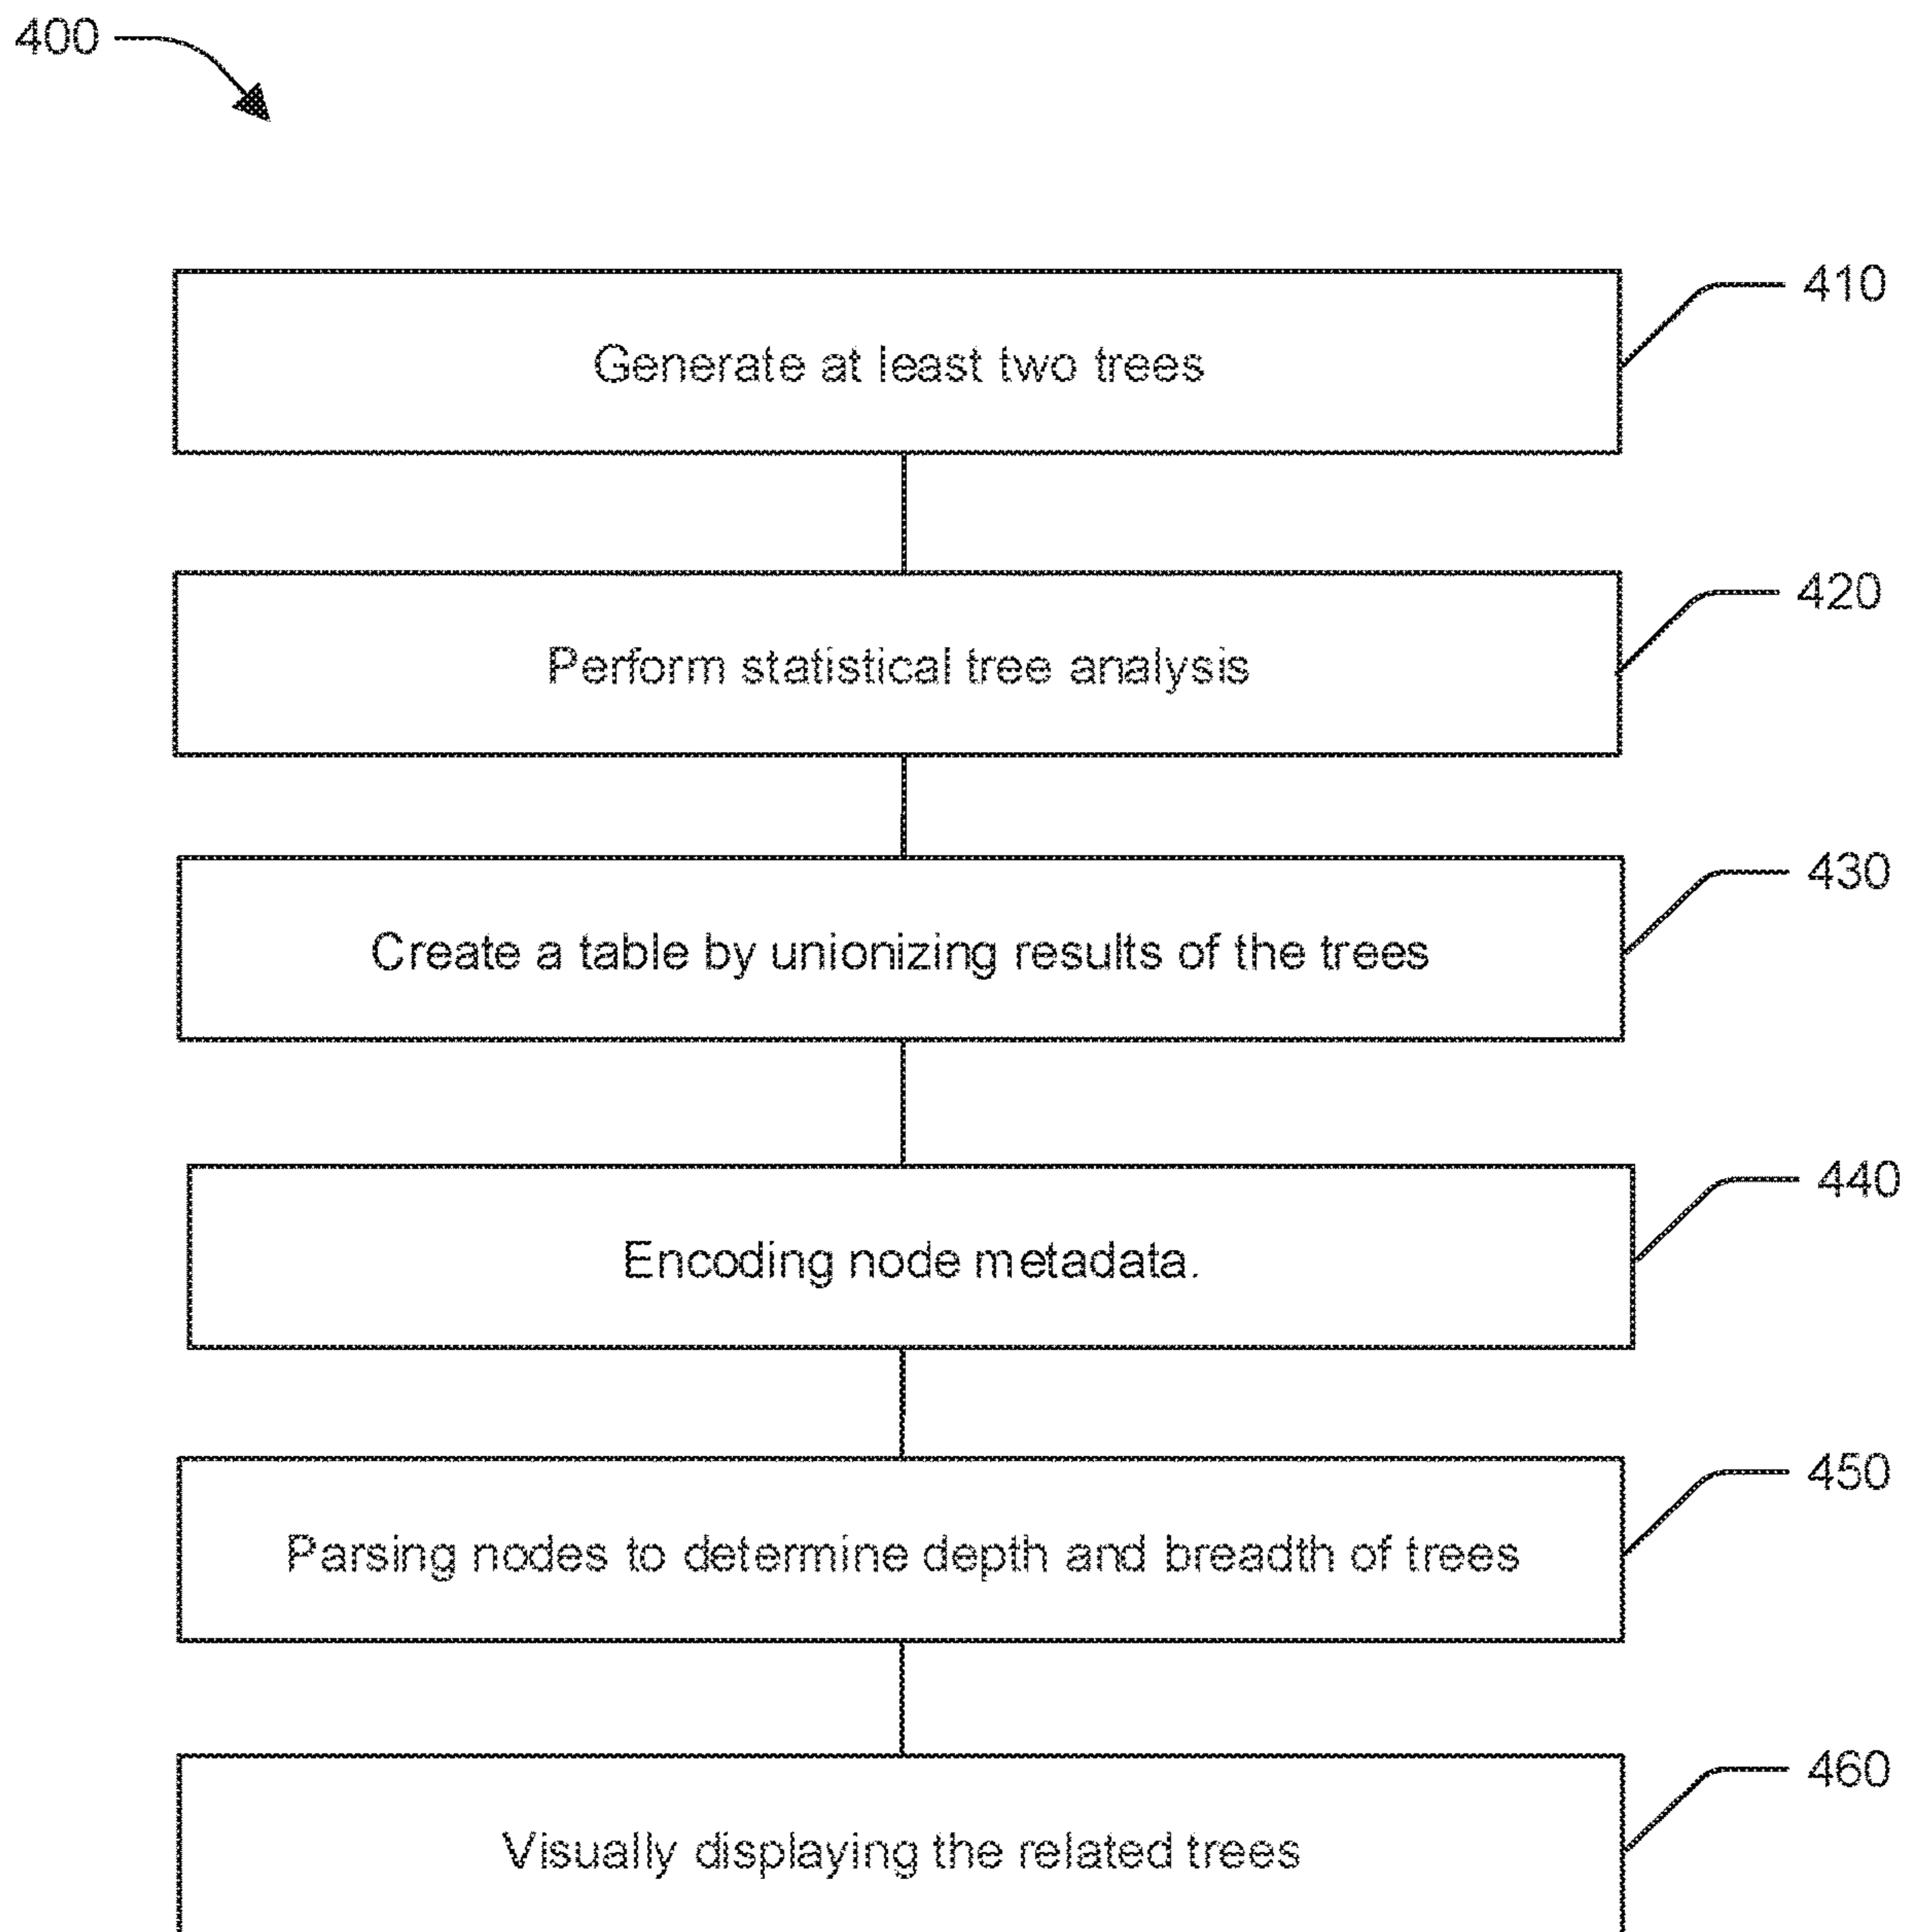 400
410
Generate at least two trees
420
Perform statistical tree analysis
430
Create a table by unionizing results of the trees
440
Encoding node metadata.
450
Parsing nodes to determine depth and breadth of trees
460
Visually displaying the related trees